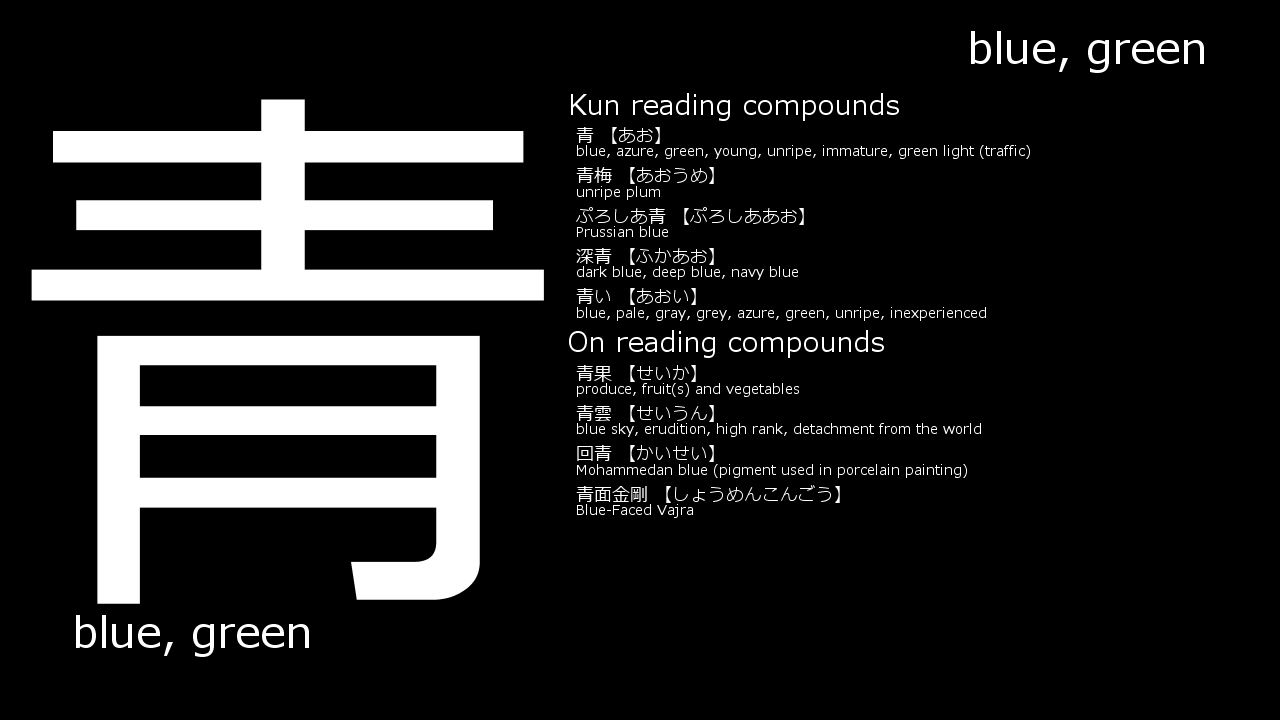 blue, green
青
Kun reading compounds
青 【あお】
blue, azure, green, young, unripe, immature, green light (traffic)
青梅 【あおうめ】
unripe plum
ぷろしあ青 【ぷろしああお】
Prussian blue
深青 【ふかあお】
dark blue, deep blue, navy blue
青い 【あおい】
blue, pale, gray, grey, azure, green, unripe, inexperienced
On reading compounds
青果 【せいか】
produce, fruit(s) and vegetables
青雲 【せいうん】
blue sky, erudition, high rank, detachment from the world
回青 【かいせい】
Mohammedan blue (pigment used in porcelain painting)
青面金剛 【しょうめんこんごう】
Blue-Faced Vajra
blue, green